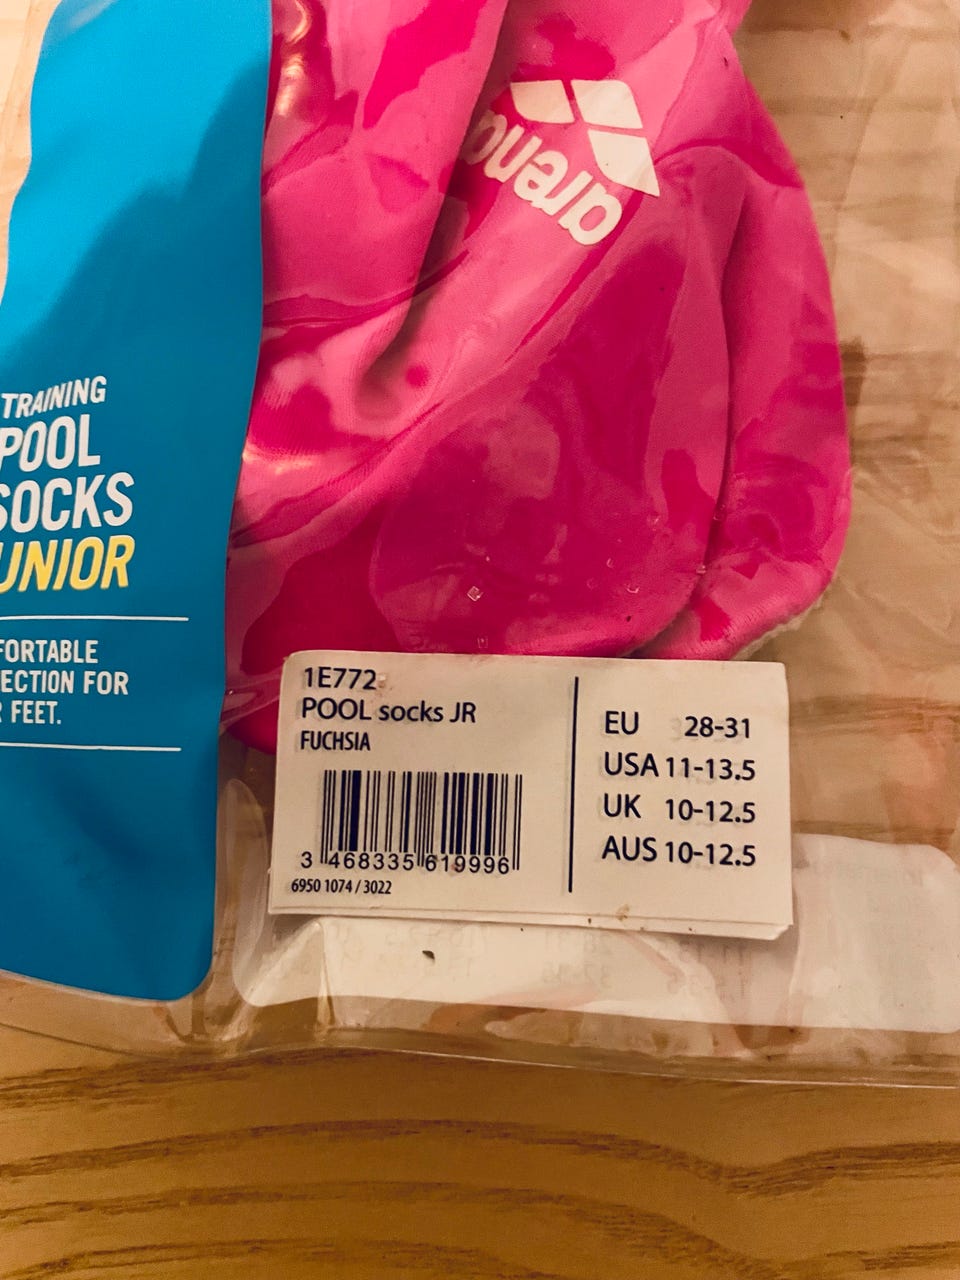 arena
TRAINING
POOL
SOCKS
UNIOR
FORTABLE
ECTION FOR
R FEET.
1E772
POOL socks JR
FUCHSIA
3 468335 619996
6950 1074 / 3022
EU 28-31
USA 11-13.5
UK 10-12.5
AUS 10-12.5